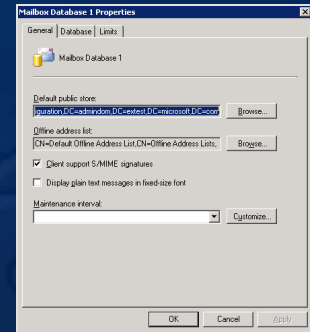 Mailbox Database 1 Properties
General Database Limits
Mailbox Database 1
Default public store:
iguration,DC=admindom,DC=extest,DC=microsoft,DC=com
Browse...
Offline address list:
CN=Default Offline Address List,CN=Offline Address Lists,
Browse...
Client support S/MIME signatures
Display plain text messages in fixed-size font
Maintenance interval:
Customize...
OK Cancel Apply